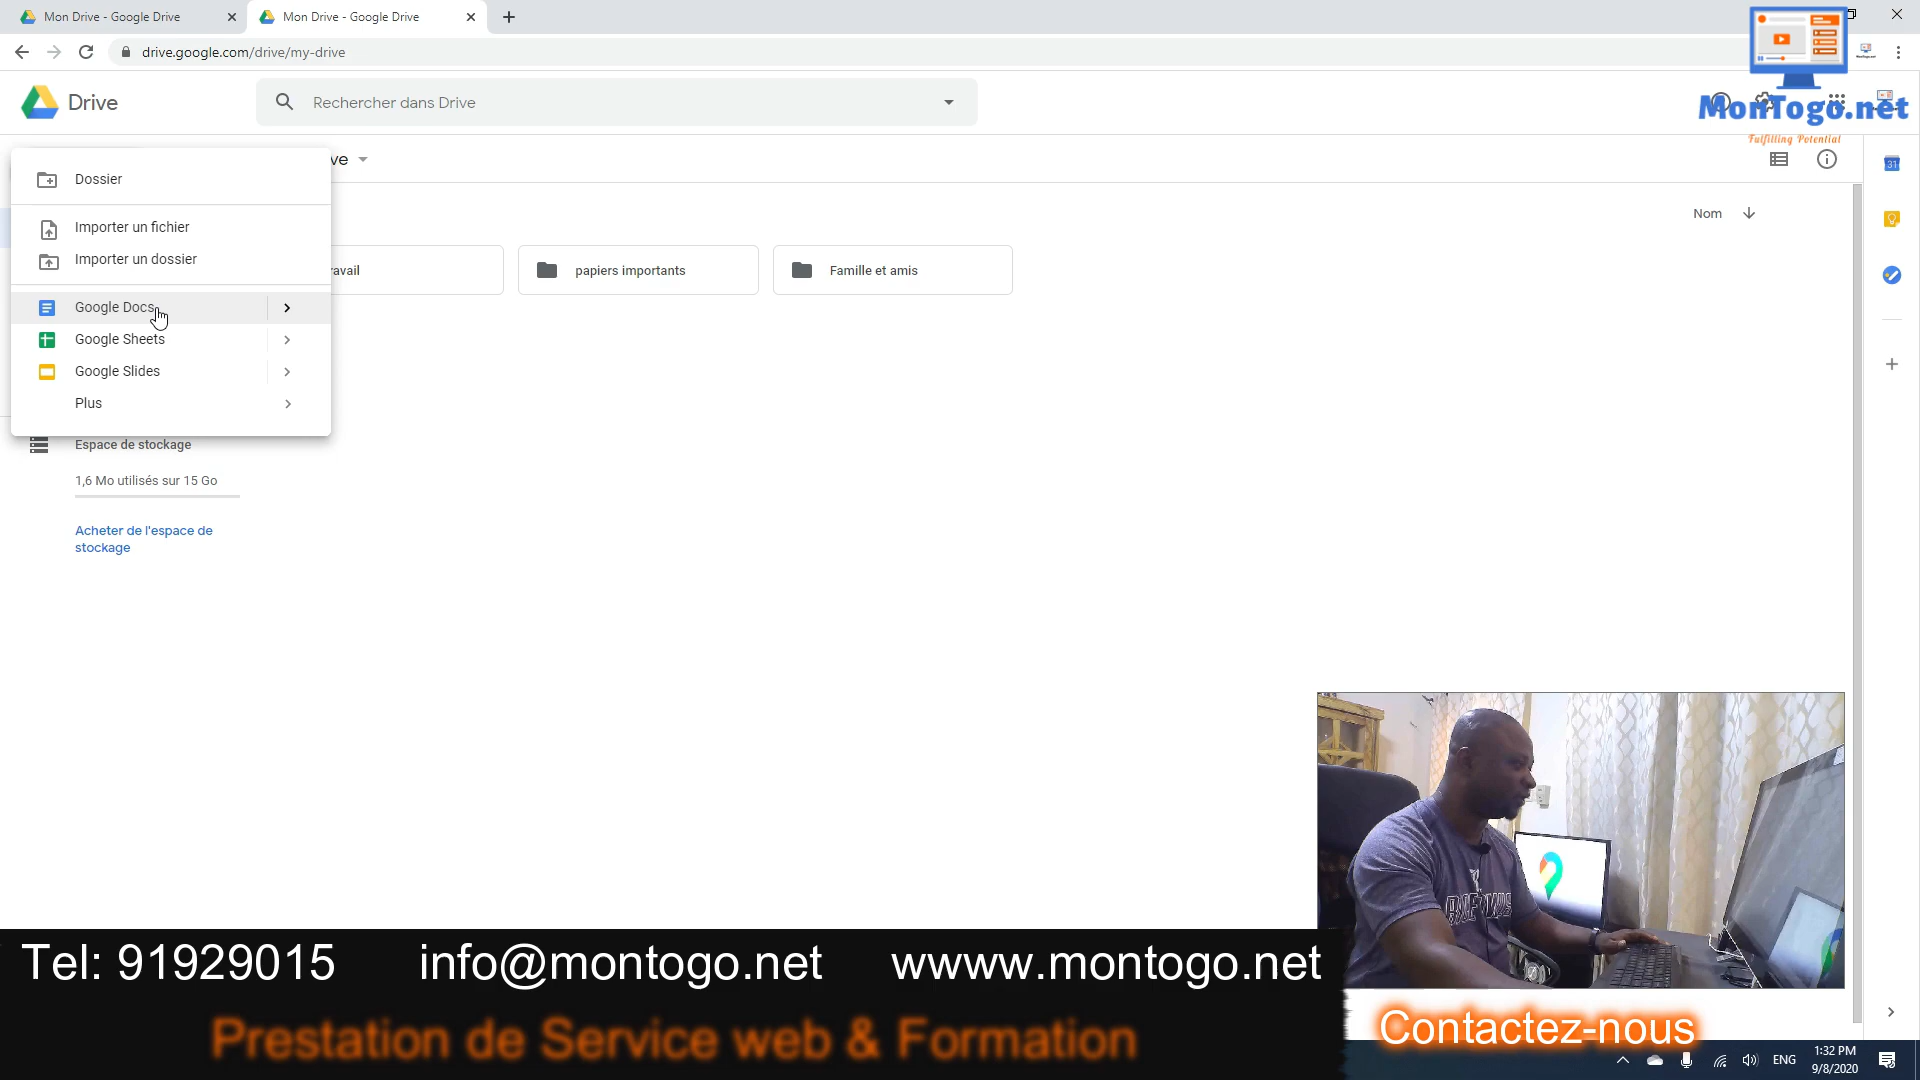 Mon Drive - Google Drive
Mon Drive - Google Drive
drive.google.com/drive/my-drive
Drive
Rechercher dans Drive
MonTogo.net
Fulfilling Potential
ve
Dossier
Importer un fichier
Importer un dossier
Nom
ravail
papiers importants
Famille et amis
Google Docs
Google Sheets
Google Slides
Plus
Espace de stockage
1,6 Mo utilisés sur 15 Go
Acheter de l'espace de
stockage
31
Tel: 91929015 info@montogo.net wwww.montogo.net
Prestation de Service web & Formation
Contactez-nous
ENG
1:32 PM
9/8/2020